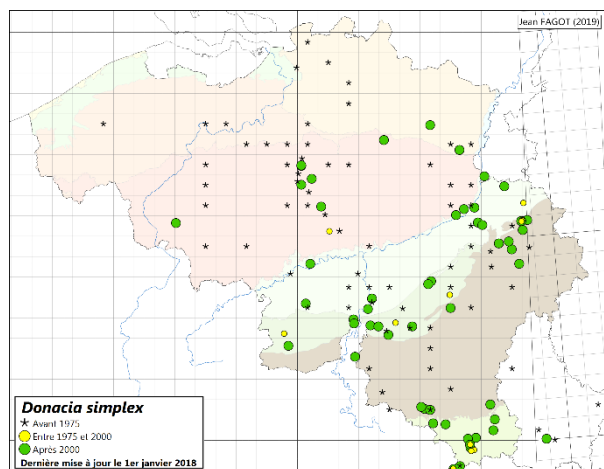 Jean FAGOT (2019)
Donacia simplex
Avant 1975
Entre 1975 et 2000
Après 2000
Dernière mise à jour le 1er janvier 2018